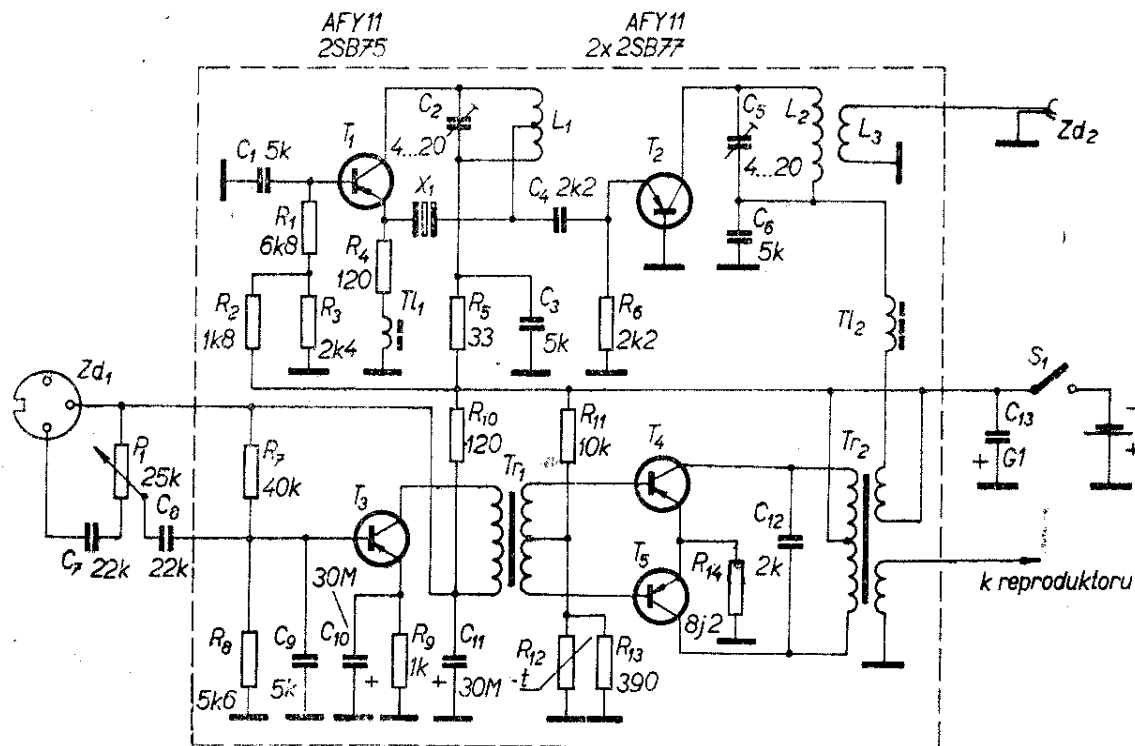 AFY11
2SB75
AFY11
2x 2SB77
C2
4...20
L1
T1
C1 5k
X1
C4 2k2
T2
C5
4...20
L2
L3
Zd2
R1
6k8
R4
120
C6
5k
R2
1k8
R3
2k4
Tl1
R5
33
C3
5k
R6
2k2
Tl2
S1
Zd1
P1
25k
R7
40k
R10
120
R11
10k
Tr1
T4
Tr2
C13
+ G1
-
+
C8
22k
C7 22k
T3
T5
C12
2k
R14
8j2
k reproduktoru
30M
C10
+
R8
5k6
C9
5k
R9
1k
C11
+ 30M
R12
-t
R13
390